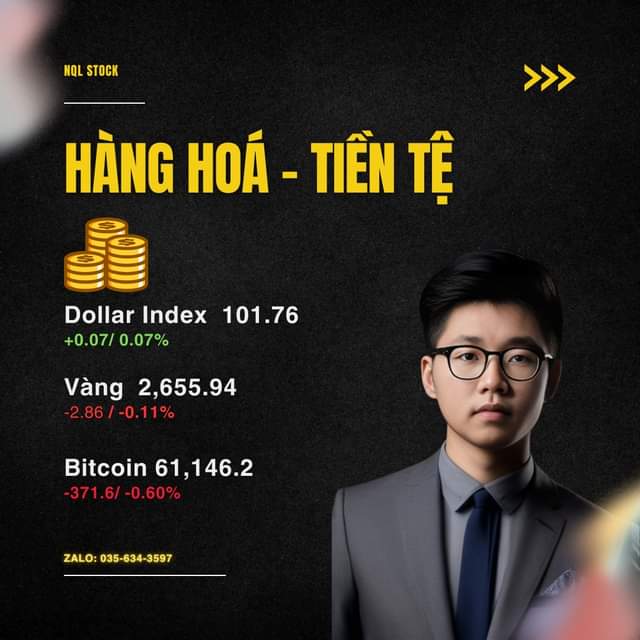 NQL STOCK
HÀNG HOÁ - TIỀN TỆ
Dollar Index 101.76
+0.07/ 0.07%
Vàng 2,655.94
-2.86 / -0.11%
Bitcoin 61,146.2
-371.6/ -0.60%
ZALO: 035-634-3597